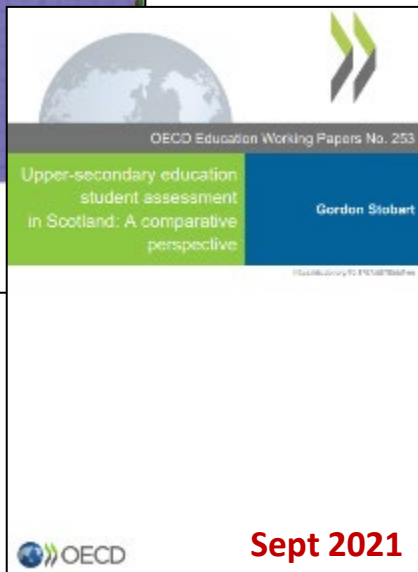 OECD Education Working Papers No. 253
Upper-secondary education
student assessment
in Scotland: A comparative
perspective
Gordon Stobart
OECD
Sept 2021